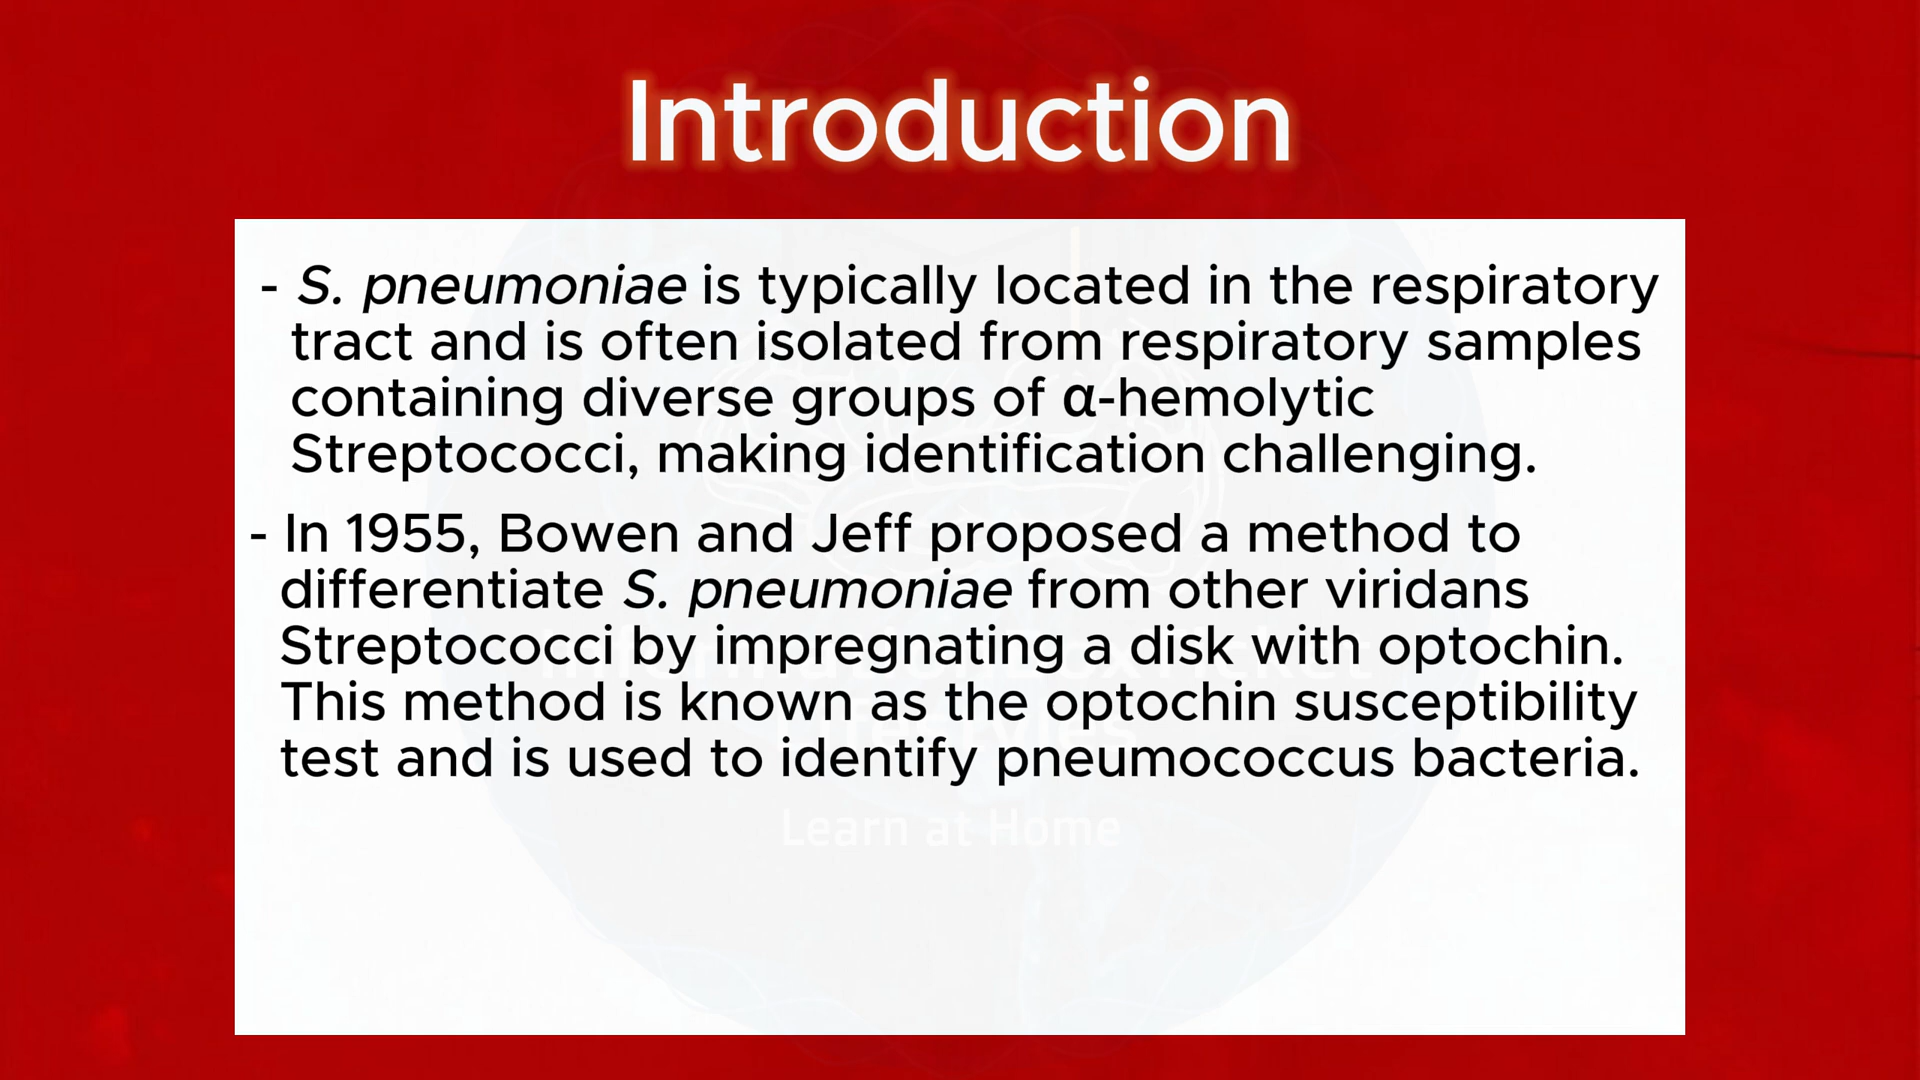 Introduction
- S. pneumoniae is typically located in the respiratory
tract and is often isolated from respiratory samples
containing diverse groups of α-hemolytic
Streptococci, making identification challenging.
- In 1955, Bowen and Jeff proposed a method to
differentiate S. pneumoniae from other viridans
Streptococci by impregnating a disk with optochin.
This method is known as the optochin susceptibility
test and is used to identify pneumococcus bacteria.
Learn at Home